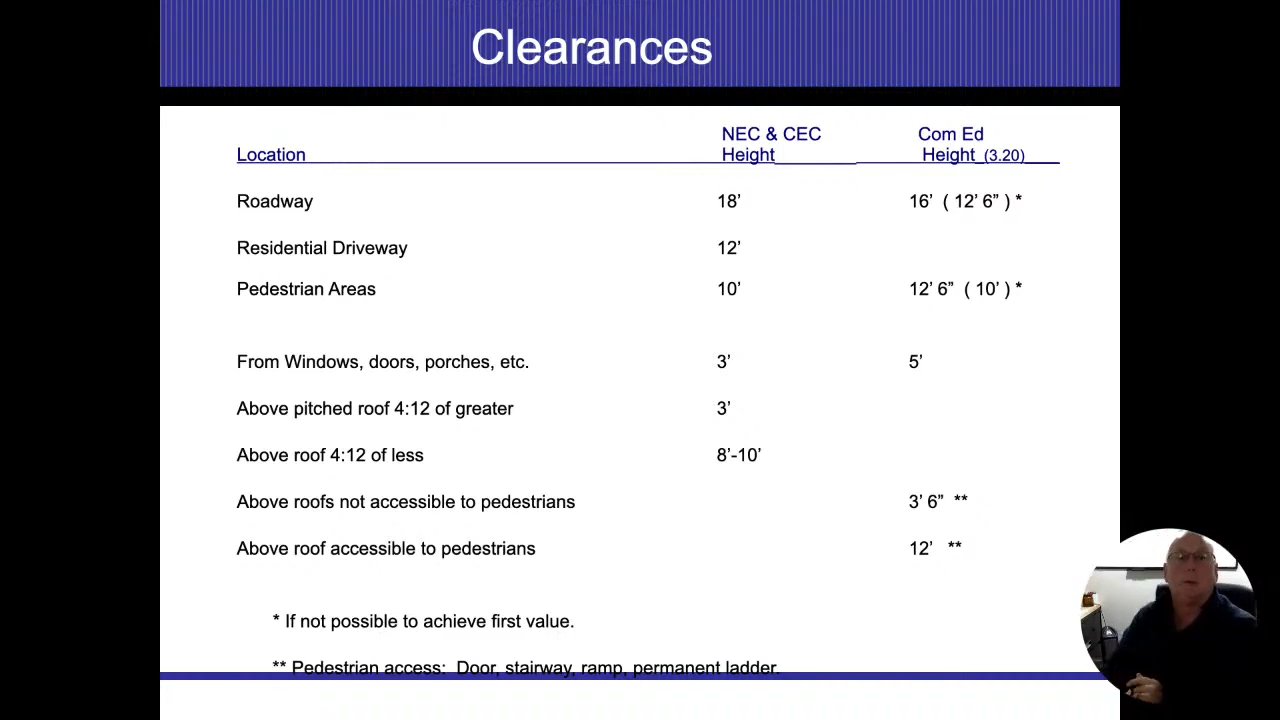 Clearances
NEC & CEC Com Ed
Location Height Height (3.20)
Roadway 18’ 16’ ( 12’ 6” ) *
Residential Driveway 12’
Pedestrian Areas 10’ 12’ 6” ( 10’ ) *
From Windows, doors, porches, etc. 3’ 5’
Above pitched roof 4:12 of greater 3’
Above roof 4:12 of less 8’-10’
Above roofs not accessible to pedestrians 3’ 6” **
Above roof accessible to pedestrians 12’ **
* If not possible to achieve first value.
** Pedestrian access: Door, stairway, ramp, permanent ladder.